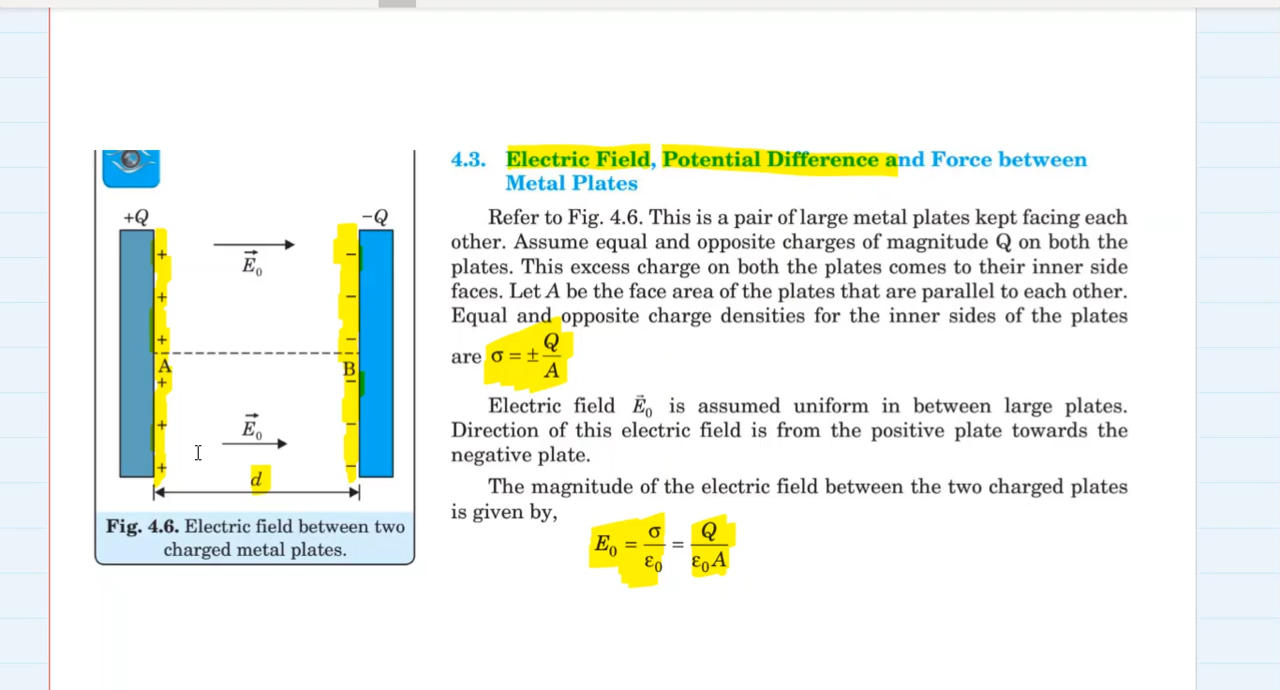 +Q
−Q
+
−
E⃗₀
+
−
+
−
A
B
+
−
+
−
E⃗₀
+
−
d
Fig. 4.6. Electric field between two
charged metal plates.
4.3. Electric Field, Potential Difference and Force between
Metal Plates
Refer to Fig. 4.6. This is a pair of large metal plates kept facing each
other. Assume equal and opposite charges of magnitude Q on both the
plates. This excess charge on both the plates comes to their inner side
faces. Let A be the face area of the plates that are parallel to each other.
Equal and opposite charge densities for the inner sides of the plates
are σ = ± Q/A
Electric field E⃗₀ is assumed uniform in between large plates.
Direction of this electric field is from the positive plate towards the
negative plate.
The magnitude of the electric field between the two charged plates
is given by,
E₀ = σ/ε₀ = Q/ε₀A